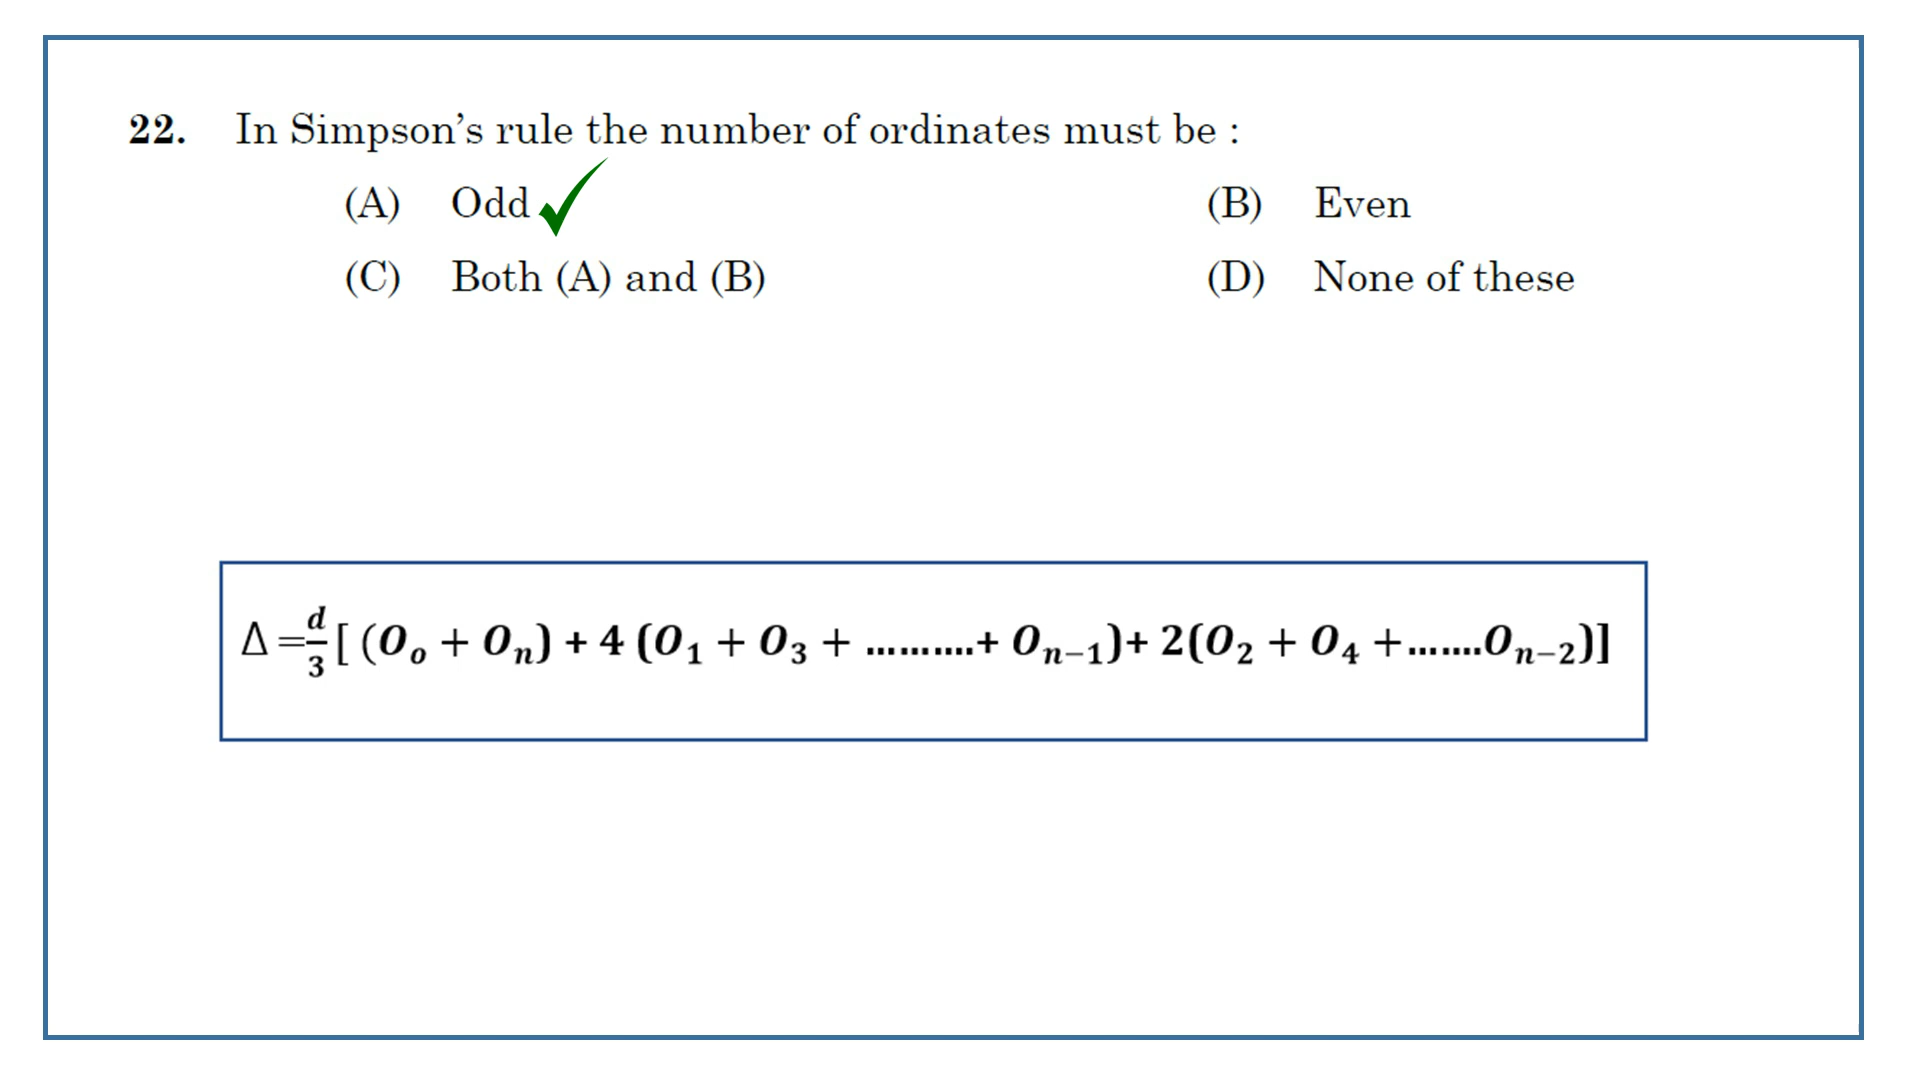 22. In Simpson’s rule the number of ordinates must be :
(A) Odd (B) Even
(C) Both (A) and (B) (D) None of these
Δ =d/3 [ (Oₒ + Oₙ) + 4 (O₁ + O₃ + ..........+ Oₙ₋₁)+ 2(O₂ + O₄ +.......Oₙ₋₂)]